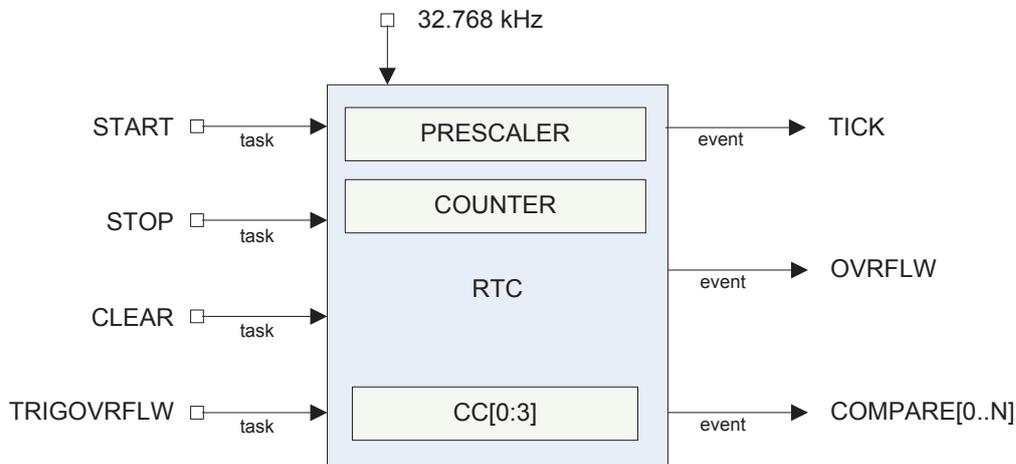 32.768 kHz
START
task
PRESCALER
event
TICK
STOP
task
COUNTER
RTC
event
OVRFLW
CLEAR
task
TRIGOVRFLW
task
CC[0:3]
event
COMPARE[0..N]